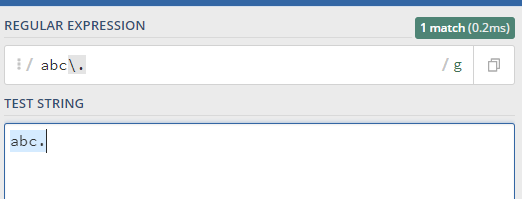 REGULAR EXPRESSION
1 match (0.2ms)
/ abc\. / g
TEST STRING
abc.